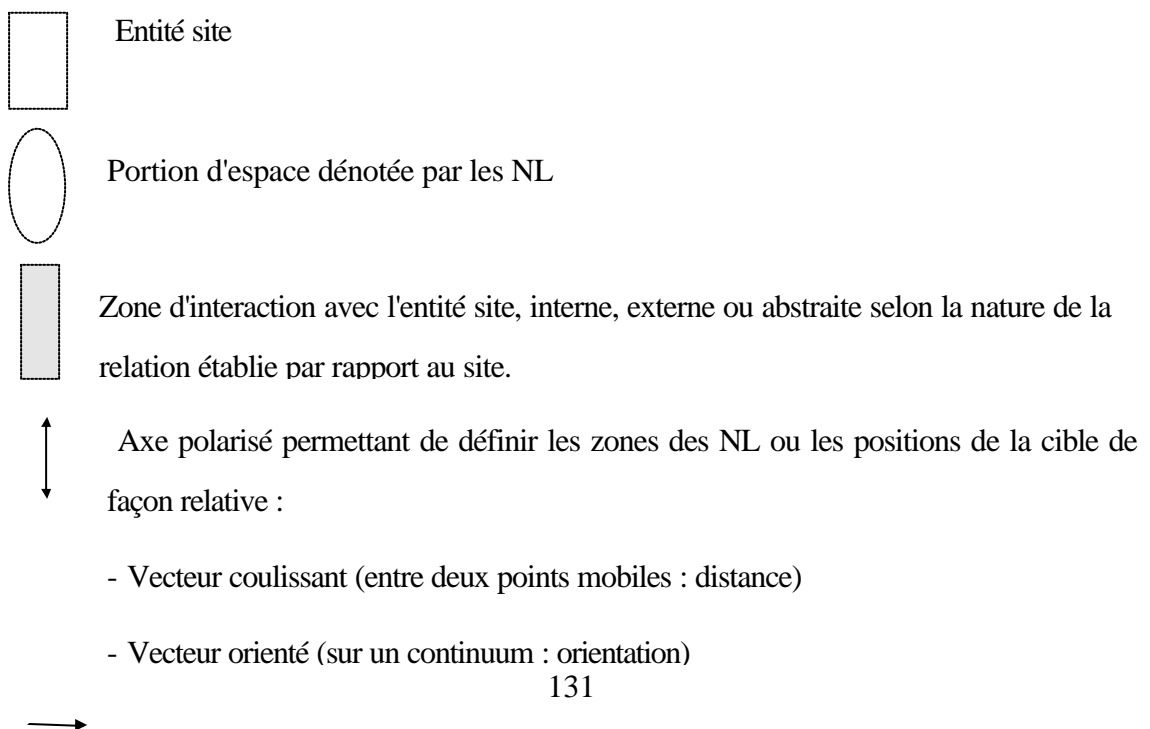 Entité site
Portion d'espace dénotée par les NL
Zone d'interaction avec l'entité site, interne, externe ou abstraite selon la nature de la
relation établie par rapport au site.
Axe polarisé permettant de définir les zones des NL ou les positions de la cible de
façon relative :
- Vecteur coulissant (entre deux points mobiles : distance)
- Vecteur orienté (sur un continuum : orientation)
131